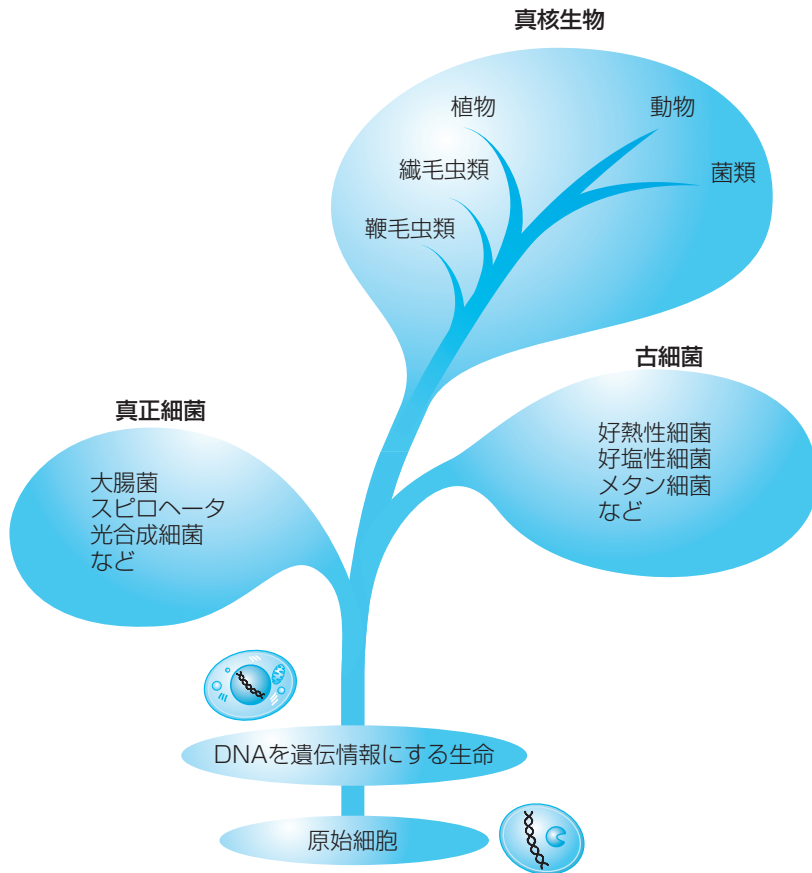 真核生物
植物
動物
繊毛虫類
菌類
鞭毛虫類
古細菌
真正細菌
好熱性細菌
好塩性細菌
メタン細菌
など
大腸菌
スピロヘータ
光合成細菌
など
DNAを遺伝情報にする生命
原始細胞